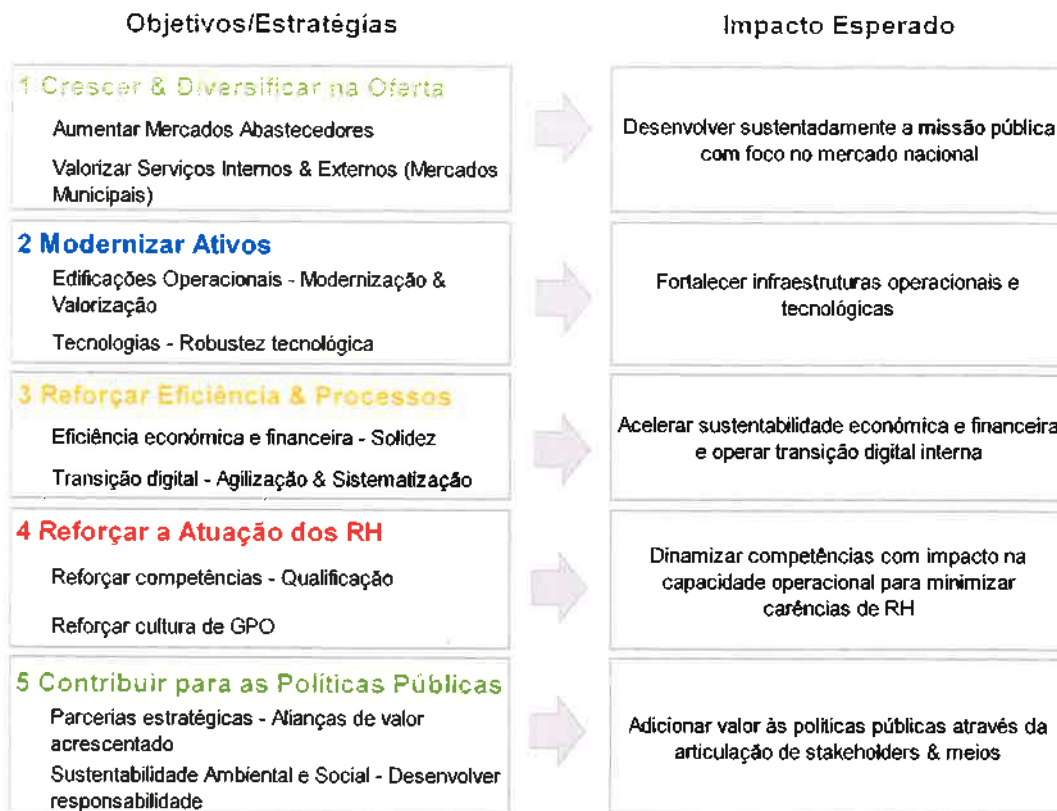 Objetivos/Estratégias
Impacto Esperado
1 Crescer & Diversificar na Oferta
Aumentar Mercados Abastecedores
Valorizar Serviços Internos & Externos (Mercados
Municipais)
Desenvolver sustentadamente a missão pública
com foco no mercado nacional
2 Modernizar Ativos
Edificações Operacionais - Modernização &
Valorização
Tecnologias - Robustez tecnológica
Fortalecer infraestruturas operacionais e
tecnológicas
3 Reforçar Eficiência & Processos
Eficiência económica e financeira - Solidez
Transição digital - Agilização & Sistematização
Acelerar sustentabilidade económica e financeira
e operar transição digital interna
4 Reforçar a Atuação dos RH
Reforçar competências - Qualificação
Reforçar cultura de GPO
Dinamizar competências com impacto na
capacidade operacional para minimizar
carências de RH
5 Contribuir para as Políticas Públicas
Parcerias estratégicas - Alianças de valor
acrescentado
Sustentabilidade Ambiental e Social - Desenvolver
responsabilidade
Adicionar valor às políticas públicas através da
articulação de stakeholders & meios